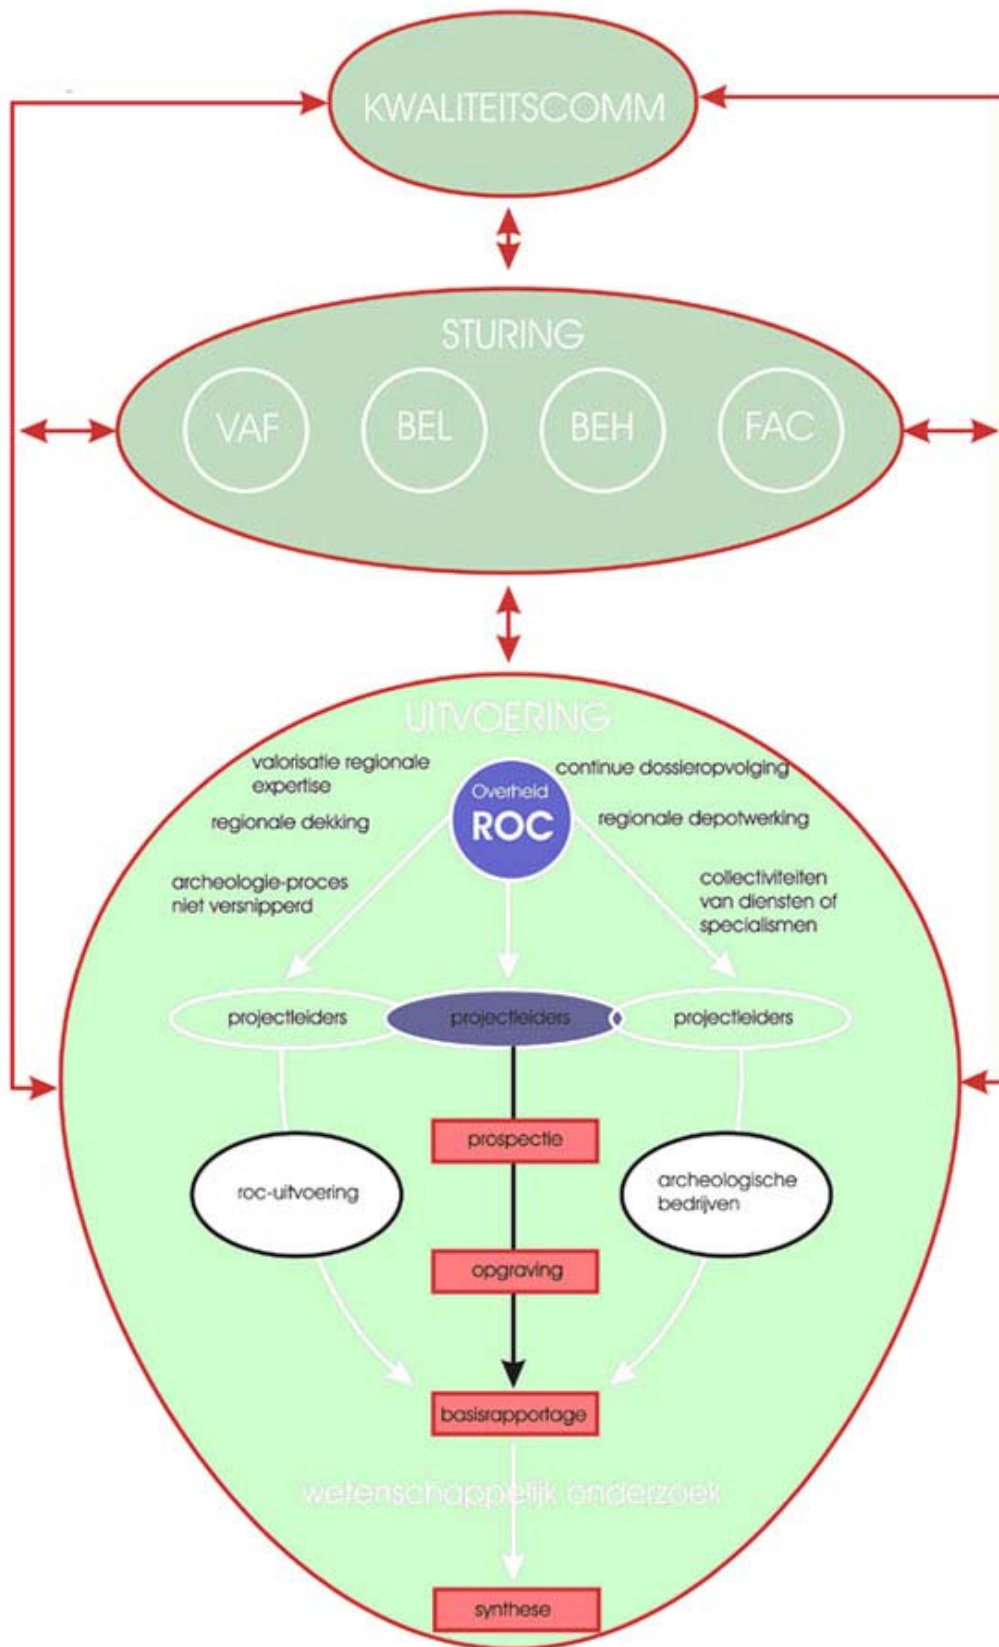 KWALITEITSCOMM
STURING
VAF
BEL
BEH
FAC
UITVOERING
valorisatie regionale
expertise
regionale dekking
archeologie-proces
niet versnipperd
Overheid
ROC
continue dossieropvolging
regionale depotwerking
collectiviteiten
van diensten of
specialismen
projectleiders
projectleiders
projectleiders
roc-uitvoering
prospectie
archeologische
bedrijven
opgraving
basisrapportage
wetenschappelijk onderzoek
synthese